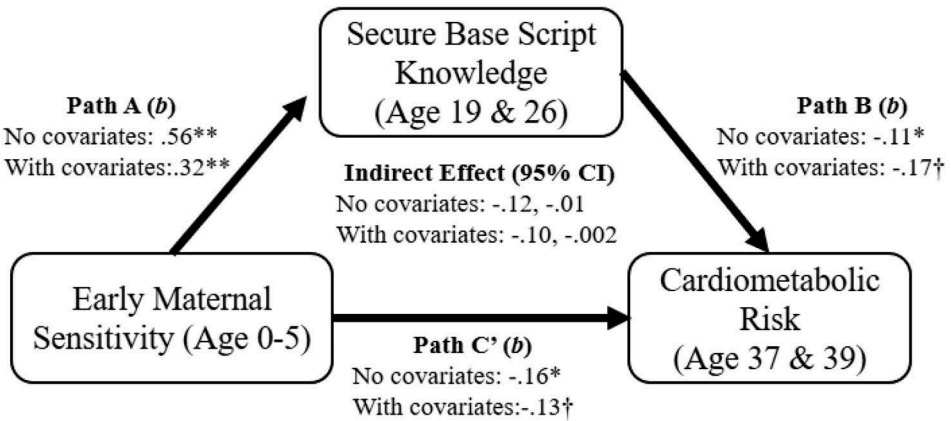 Secure Base Script
Knowledge
(Age 19 & 26)
Path A (b)
No covariates: .56**
With covariates:.32**
Path B (b)
No covariates: -.11*
With covariates: -.17†
Indirect Effect (95% CI)
No covariates: -.12, -.01
With covariates: -.10, -.002
Early Maternal
Sensitivity (Age 0-5)
Cardiometabolic
Risk
(Age 37 & 39)
Path C’ (b)
No covariates: -.16*
With covariates:-.13†